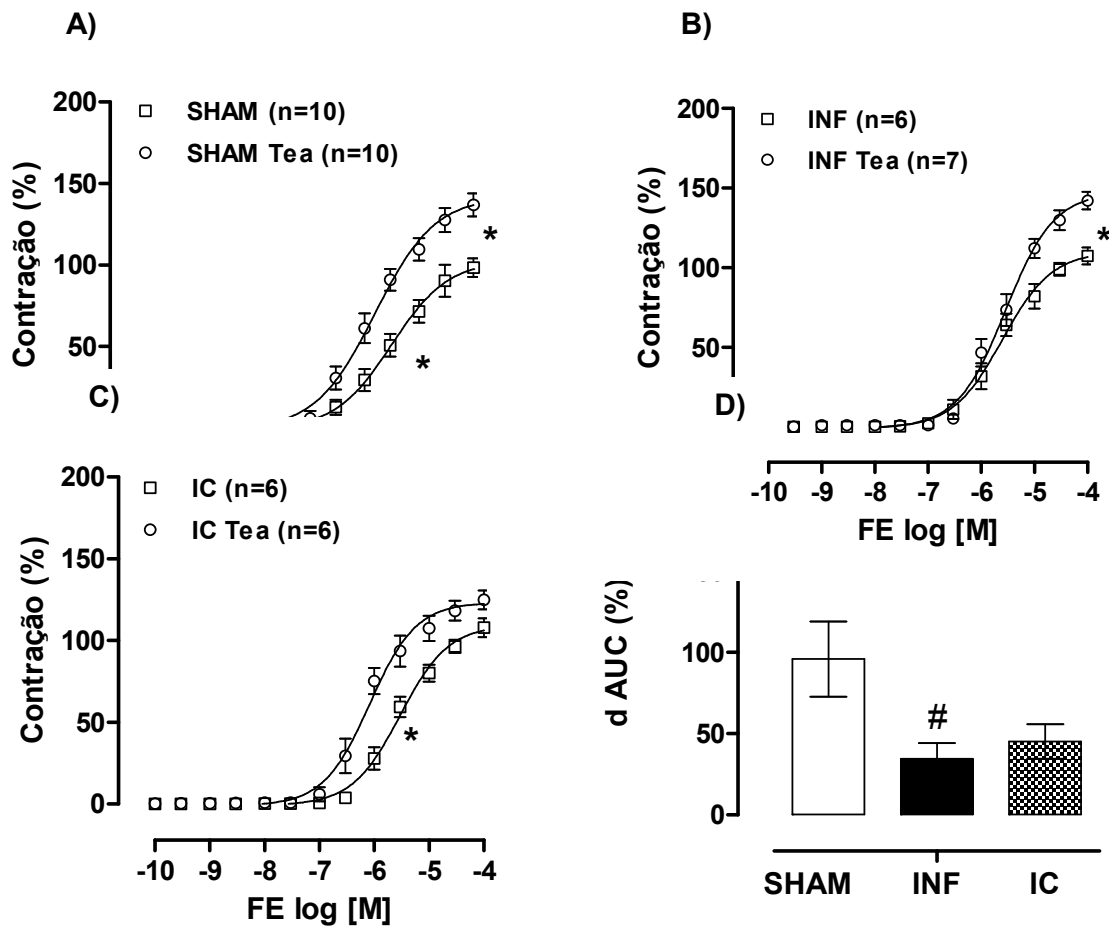 A)
200
150
100
50
Contração (%)
SHAM (n=10)
SHAM Tea (n=10)
*
*
B)
200
150
100
50
Contração (%)
INF (n=6)
INF Tea (n=7)
*
-10 -9 -8 -7 -6 -5 -4
FE log [M]
C)
200
150
100
50
0
Contração (%)
IC (n=6)
IC Tea (n=6)
*
-10 -9 -8 -7 -6 -5 -4
FE log [M]
D)
100
50
0
d AUC (%)
#
SHAM INF IC